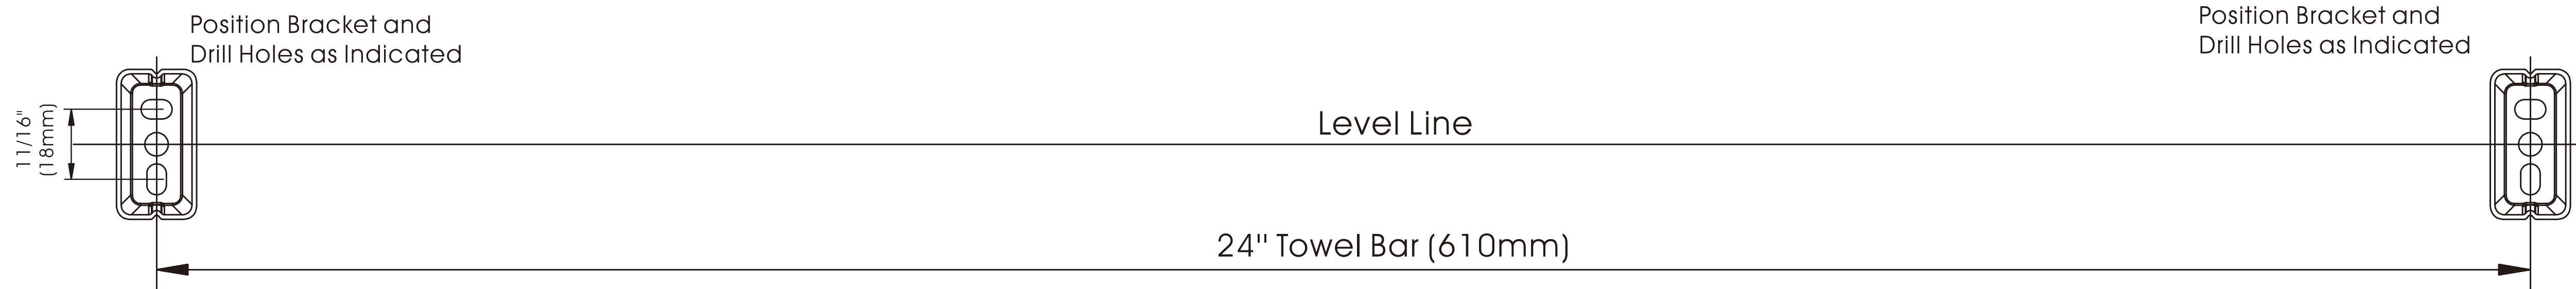 Position Bracket and
Drill Holes as Indicated
Position Bracket and
Drill Holes as Indicated
11/16"
(18mm)
Level Line
24" Towel Bar (610mm)